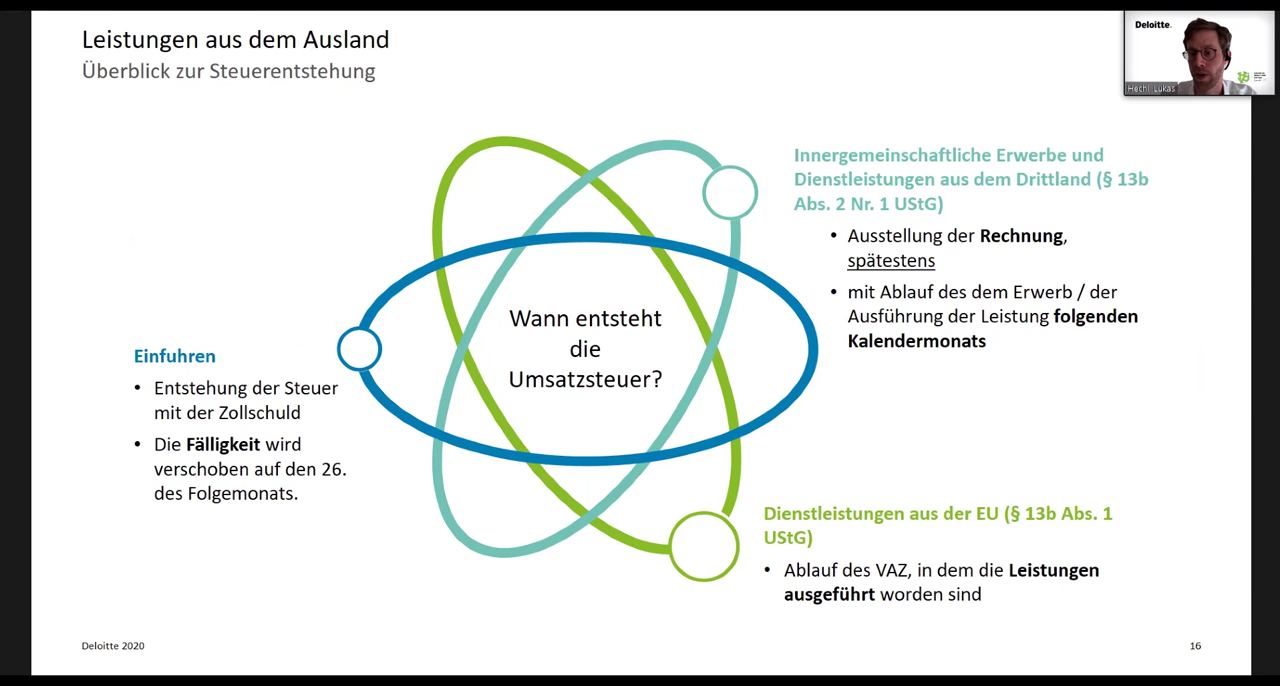 Leistungen aus dem Ausland
Überblick zur Steuerentstehung
Deloitte.
Hechl Lukas
Innergemeinschaftliche Erwerbe und
Dienstleistungen aus dem Drittland (§ 13b
Abs. 2 Nr. 1 UStG)
• Ausstellung der Rechnung,
spätestens
• mit Ablauf des dem Erwerb / der
Ausführung der Leistung folgenden
Kalendermonats
Wann entsteht
die
Umsatzsteuer?
Einfuhren
• Entstehung der Steuer
mit der Zollschuld
• Die Fälligkeit wird
verschoben auf den 26.
des Folgemonats.
Dienstleistungen aus der EU (§ 13b Abs. 1
UStG)
• Ablauf des VAZ, in dem die Leistungen
ausgeführt worden sind
Deloitte 2020
16